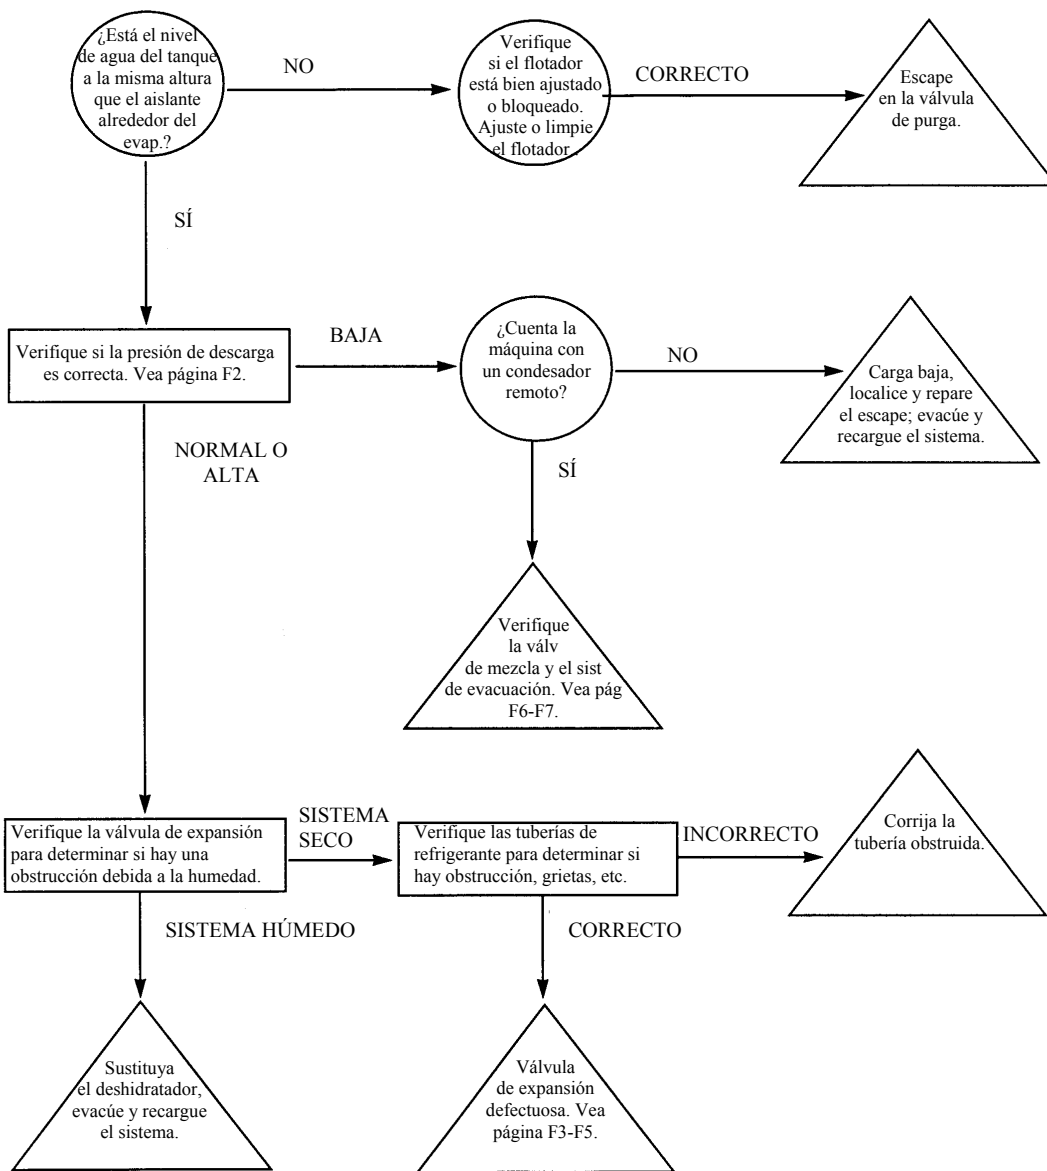 ¿Está el nivel
de agua del tanque
a la misma altura
que el aislante
alrededor del
evap.?
NO
Verifique
si el flotador
está bien ajustado
o bloqueado.
Ajuste o limpie
el flotador.
CORRECTO
Escape
en la válvula
de purga.
SÍ
Verifique si la presión de descarga
es correcta. Vea página F2.
BAJA
¿Cuenta la
máquina con
un condesador
remoto?
NO
Carga baja,
localice y repare
el escape; evacúe y
recargue el sistema.
NORMAL O
ALTA
SÍ
Verifique
la válv
de mezcla y el sist
de evacuación. Vea pág
F6-F7.
Verifique la válvula de expansión
para determinar si hay una
obstrucción debida a la humedad.
SISTEMA
SECO
Verifique las tuberías de
refrigerante para determinar si
hay obstrucción, grietas, etc.
INCORRECTO
Corrija la
tubería obstruida.
SISTEMA HÚMEDO
CORRECTO
Sustituya
el deshidratador,
evacúe y recargue
el sistema.
Válvula
de expansión
defectuosa. Vea
página F3-F5.